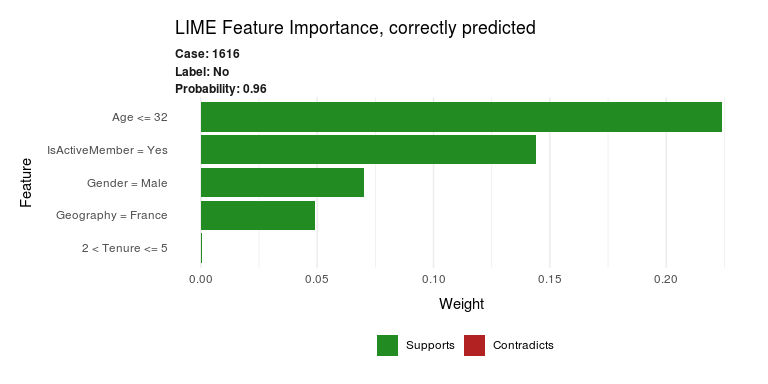 LIME Feature Importance, correctly predicted
Case: 1616
Label: No
Probability: 0.96
Feature
Age <= 32
IsActiveMember = Yes
Gender = Male
Geography = France
2 < Tenure <= 5
0.00 0.05 0.10 0.15 0.20
Weight
Supports Contradicts